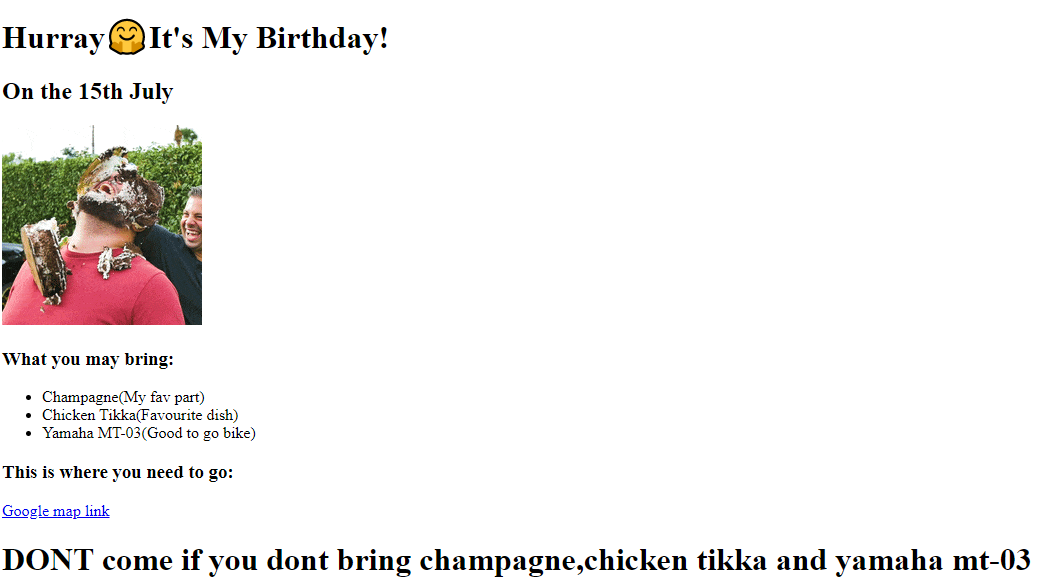 Hurray🤗It's My Birthday!
On the 15th July
What you may bring:
Champagne(My fav part)
Chicken Tikka(Favourite dish)
Yamaha MT-03(Good to go bike)
This is where you need to go:
Google map link
DONT come if you dont bring champagne,chicken tikka and yamaha mt-03